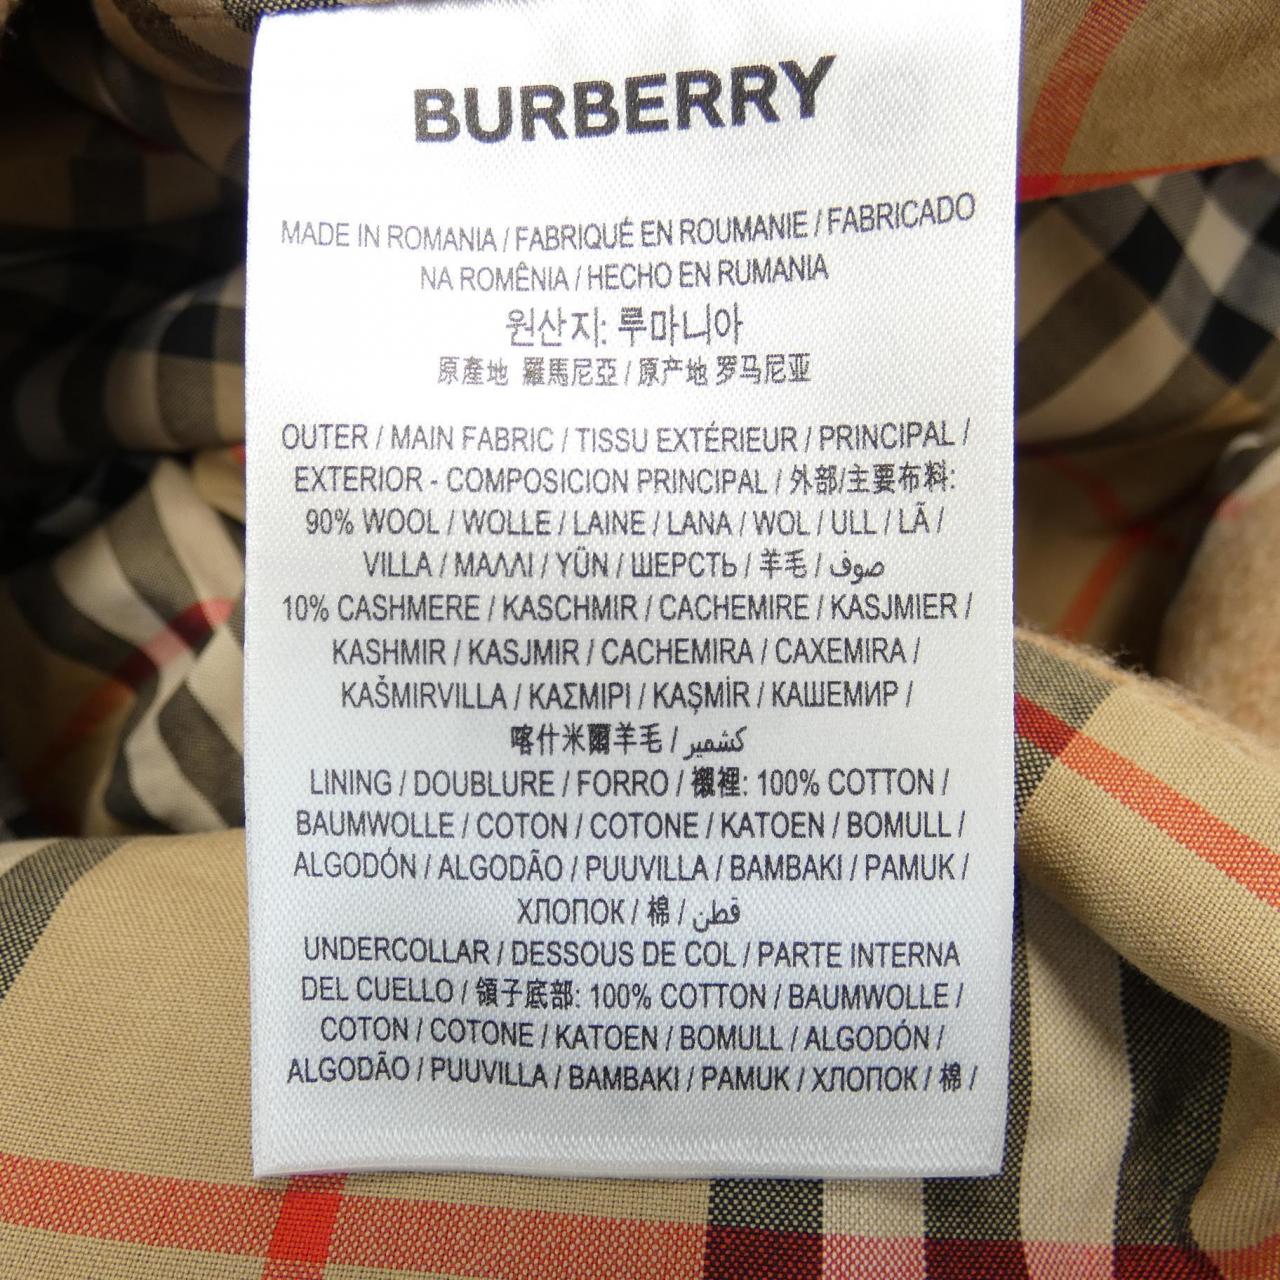 BURBERRY
MADE IN ROMANIA / FABRIQUÉ EN ROUMANIE / FABRICADO
NA ROMÊNIA / HECHO EN RUMANIA
원산지: 루마니아
原產地 羅馬尼亞 / 原产地 罗马尼亚
OUTER / MAIN FABRIC / TISSU EXTÉRIEUR / PRINCIPAL /
EXTERIOR - COMPOSICION PRINCIPAL / 外部/主要布料:
90% WOOL / WOLLE / LAINE / LANA / WOL / ULL / LÃ /
VILLA / ΜΑΛΛΙ / YÜN / ШЕРСТЬ / 羊毛 / صوف
10% CASHMERE / KASCHMIR / CACHEMIRE / KASJMIER /
KASHMIR / KASJMIR / CACHEMIRA / CAXEMIRA /
KAŠMIRVILLA / ΚΑΣΜΙΡΙ / KAŞMİR / КАШЕМИР /
喀什米爾羊毛 / كشمير
LINING / DOUBLURE / FORRO / 襯裡: 100% COTTON /
BAUMWOLLE / COTON / COTONE / KATOEN / BOMULL /
ALGODÓN / ALGODÃO / PUUVILLA / BAMBAKI / PAMUK /
ХЛОПОК / 棉 / قطن
UNDERCOLLAR / DESSOUS DE COL / PARTE INTERNA
DEL CUELLO / 領子底部: 100% COTTON / BAUMWOLLE /
COTON / COTONE / KATOEN / BOMULL / ALGODÓN /
ALGODÃO / PUUVILLA / BAMBAKI / PAMUK / ХЛОПОК / 棉 /